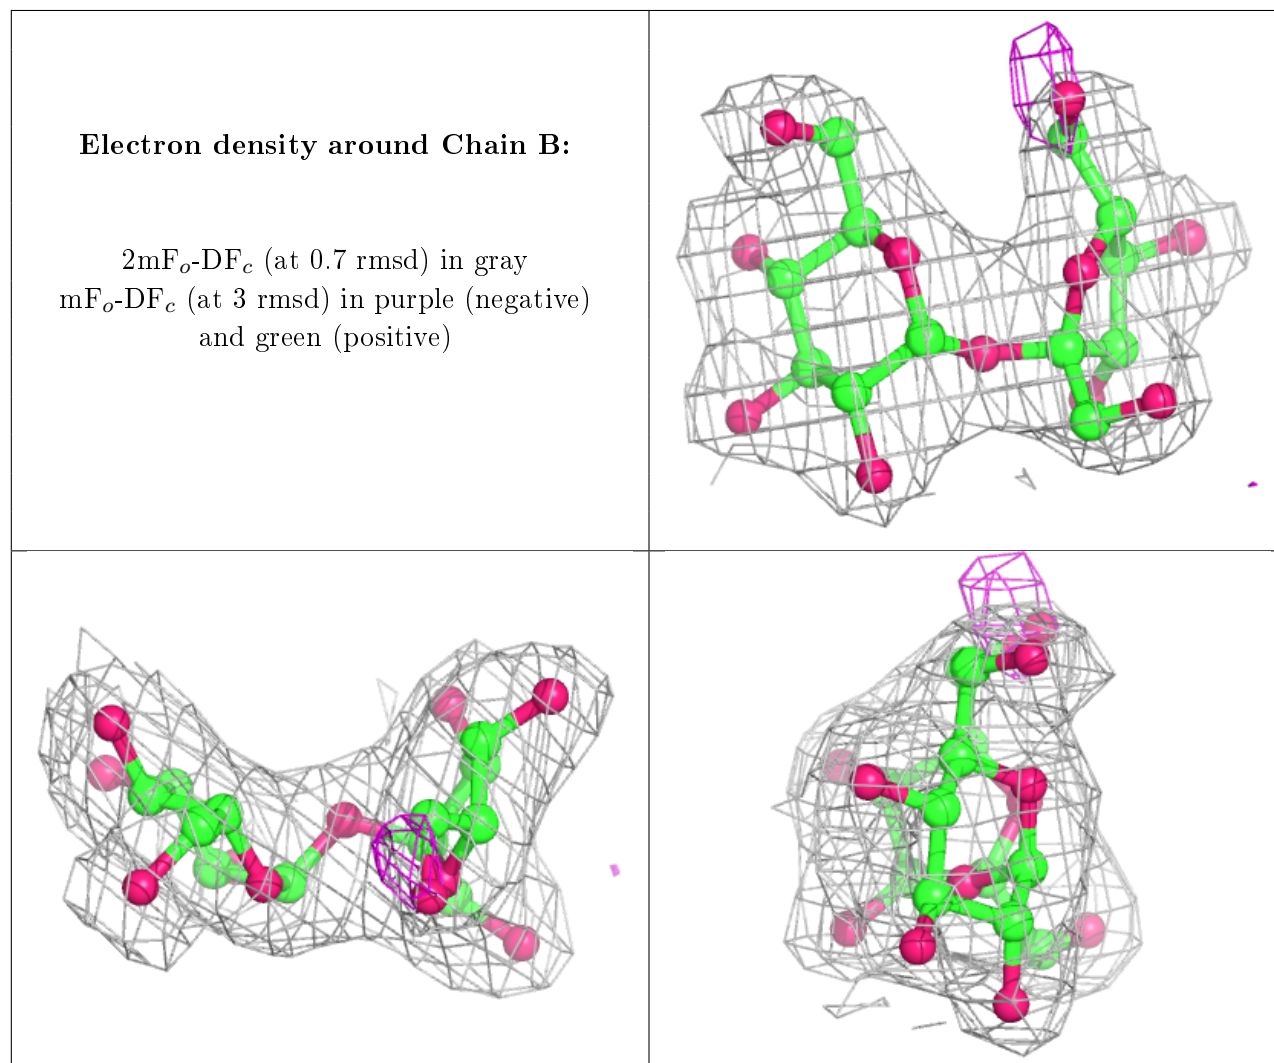 Electron density around Chain B:
2mFo-DFc (at 0.7 rmsd) in gray
mFo-DFc (at 3 rmsd) in purple (negative)
and green (positive)